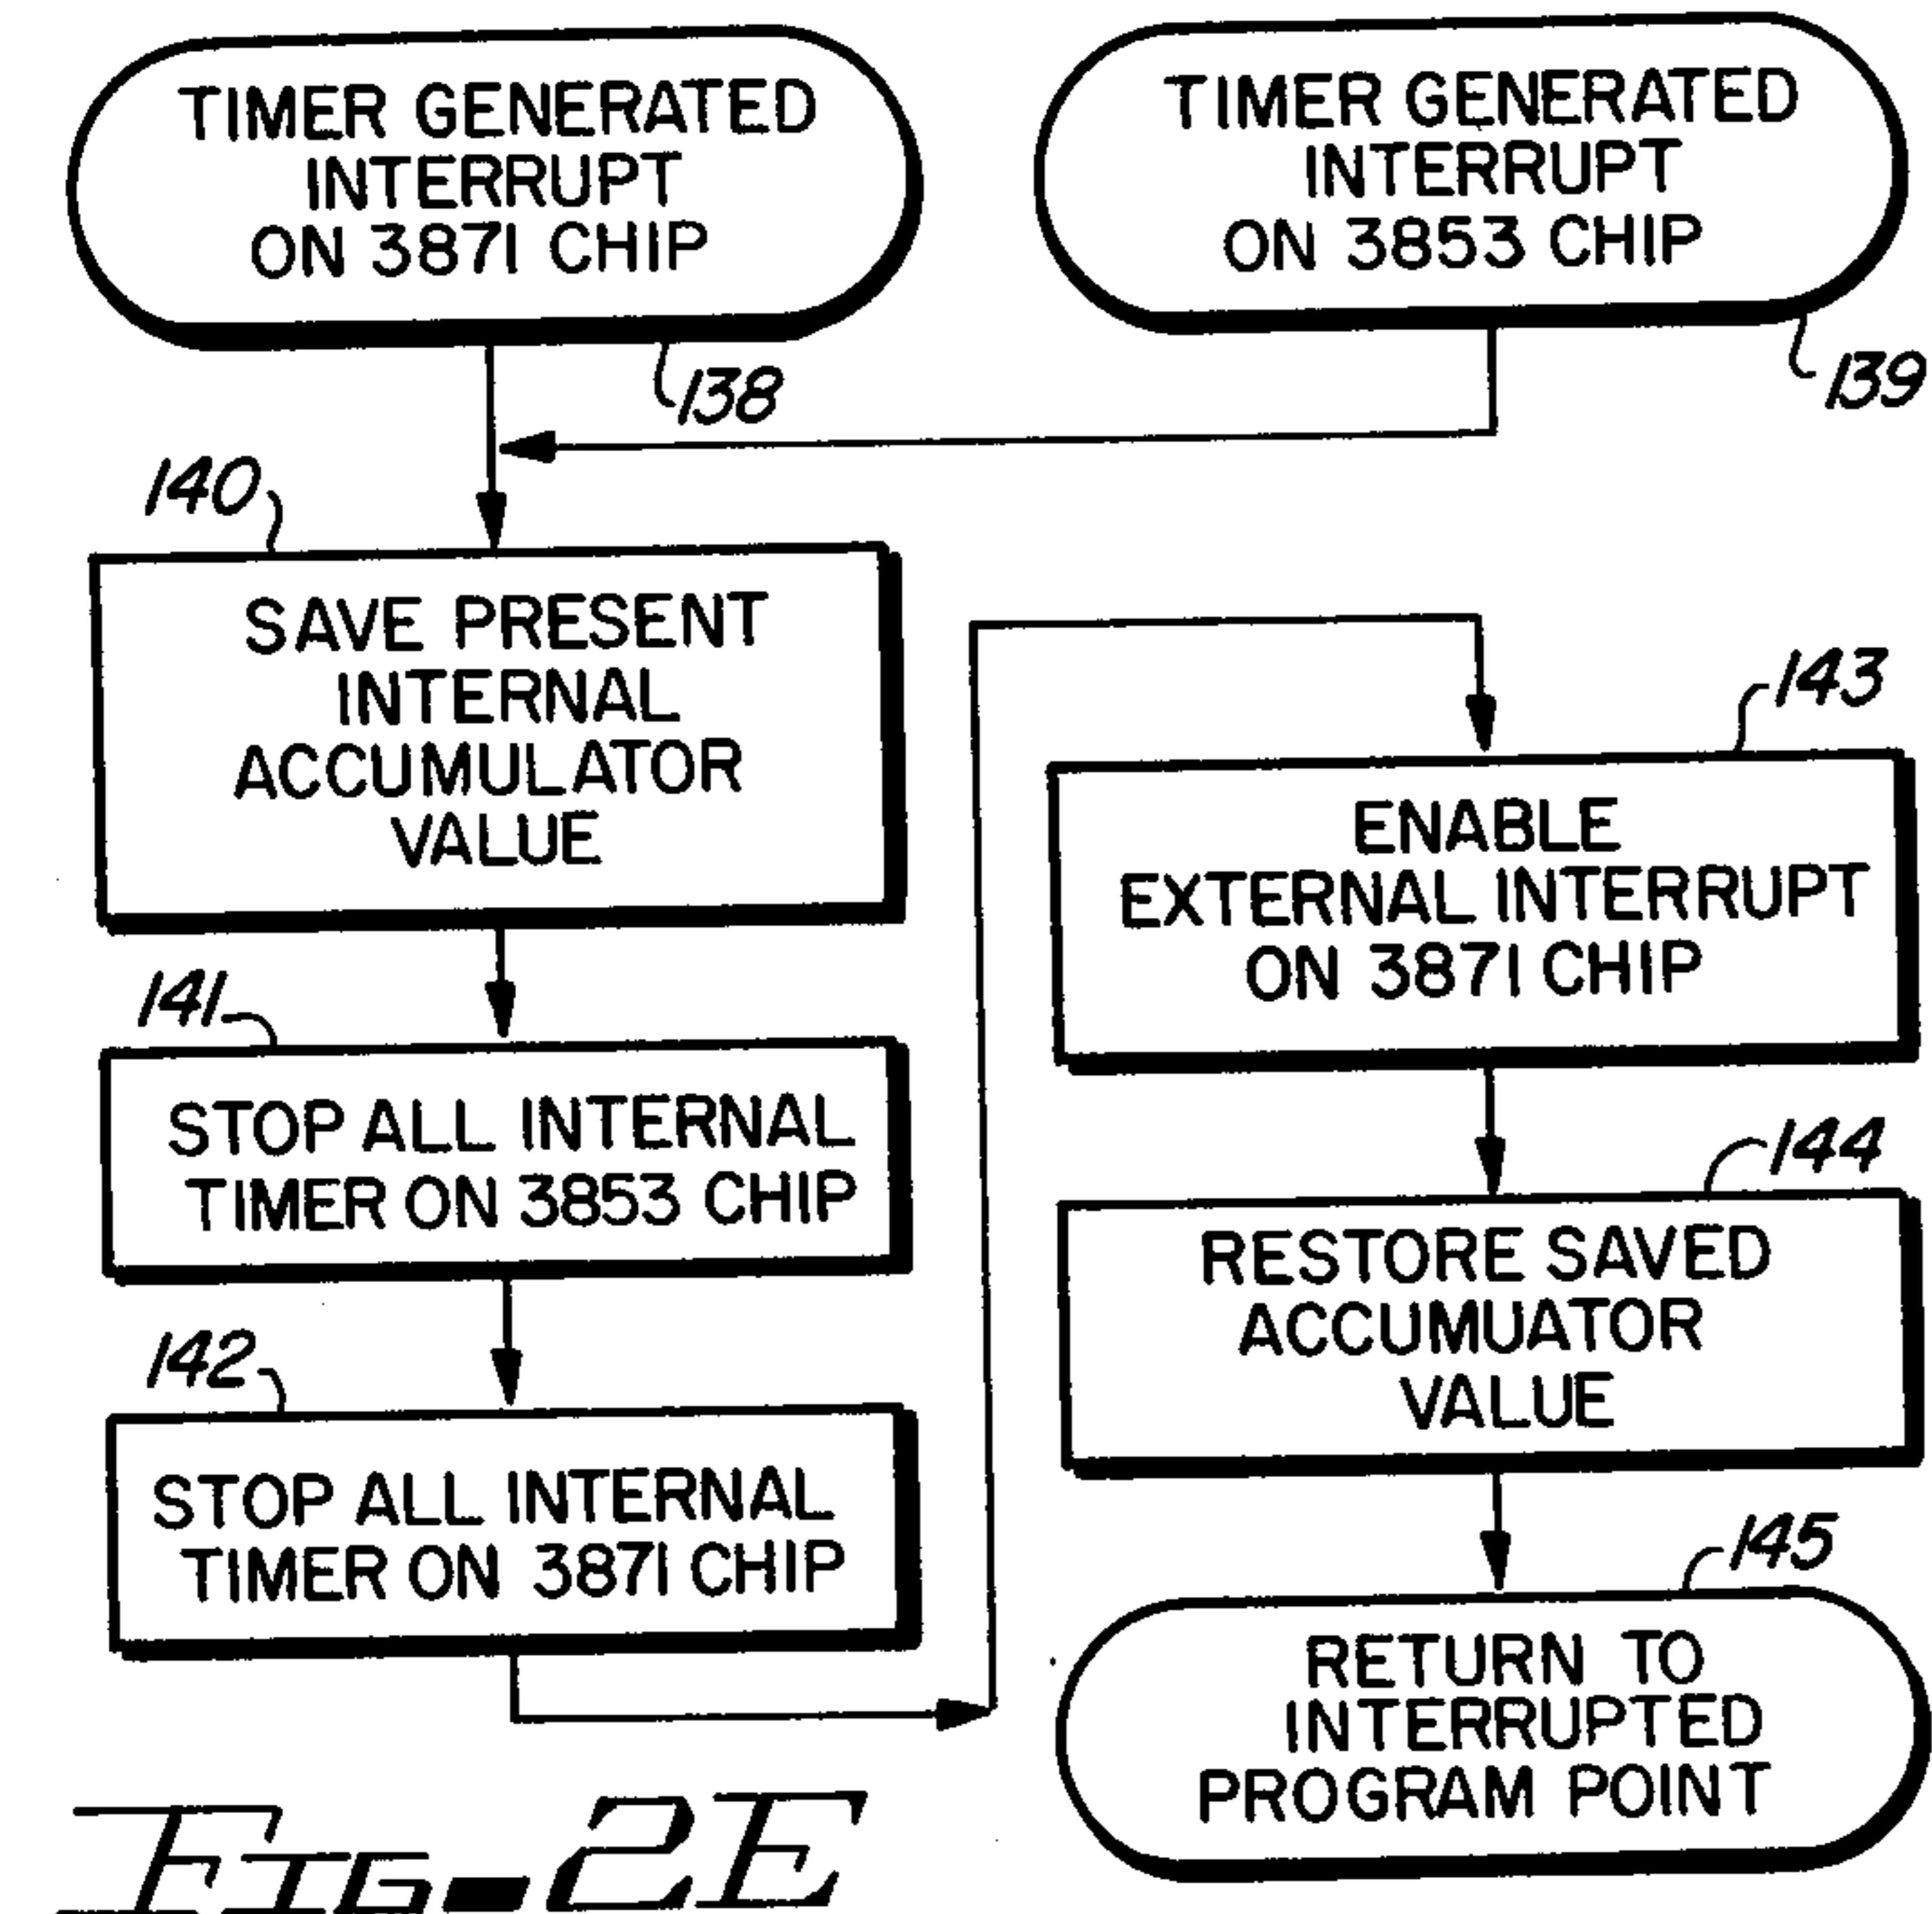 TIMER GENERATED
INTERRUPT
ON 3871 CHIP
138
TIMER GENERATED
INTERRUPT
ON 3853 CHIP
139
140
SAVE PRESENT
INTERNAL
ACCUMULATOR
VALUE
141
STOP ALL INTERNAL
TIMER ON 3853 CHIP
142
STOP ALL INTERNAL
TIMER ON 3871 CHIP
143
ENABLE
EXTERNAL INTERRUPT
ON 3871 CHIP
144
RESTORE SAVED
ACCUMUATOR
VALUE
145
RETURN TO
INTERRUPTED
PROGRAM POINT
FIG-2E